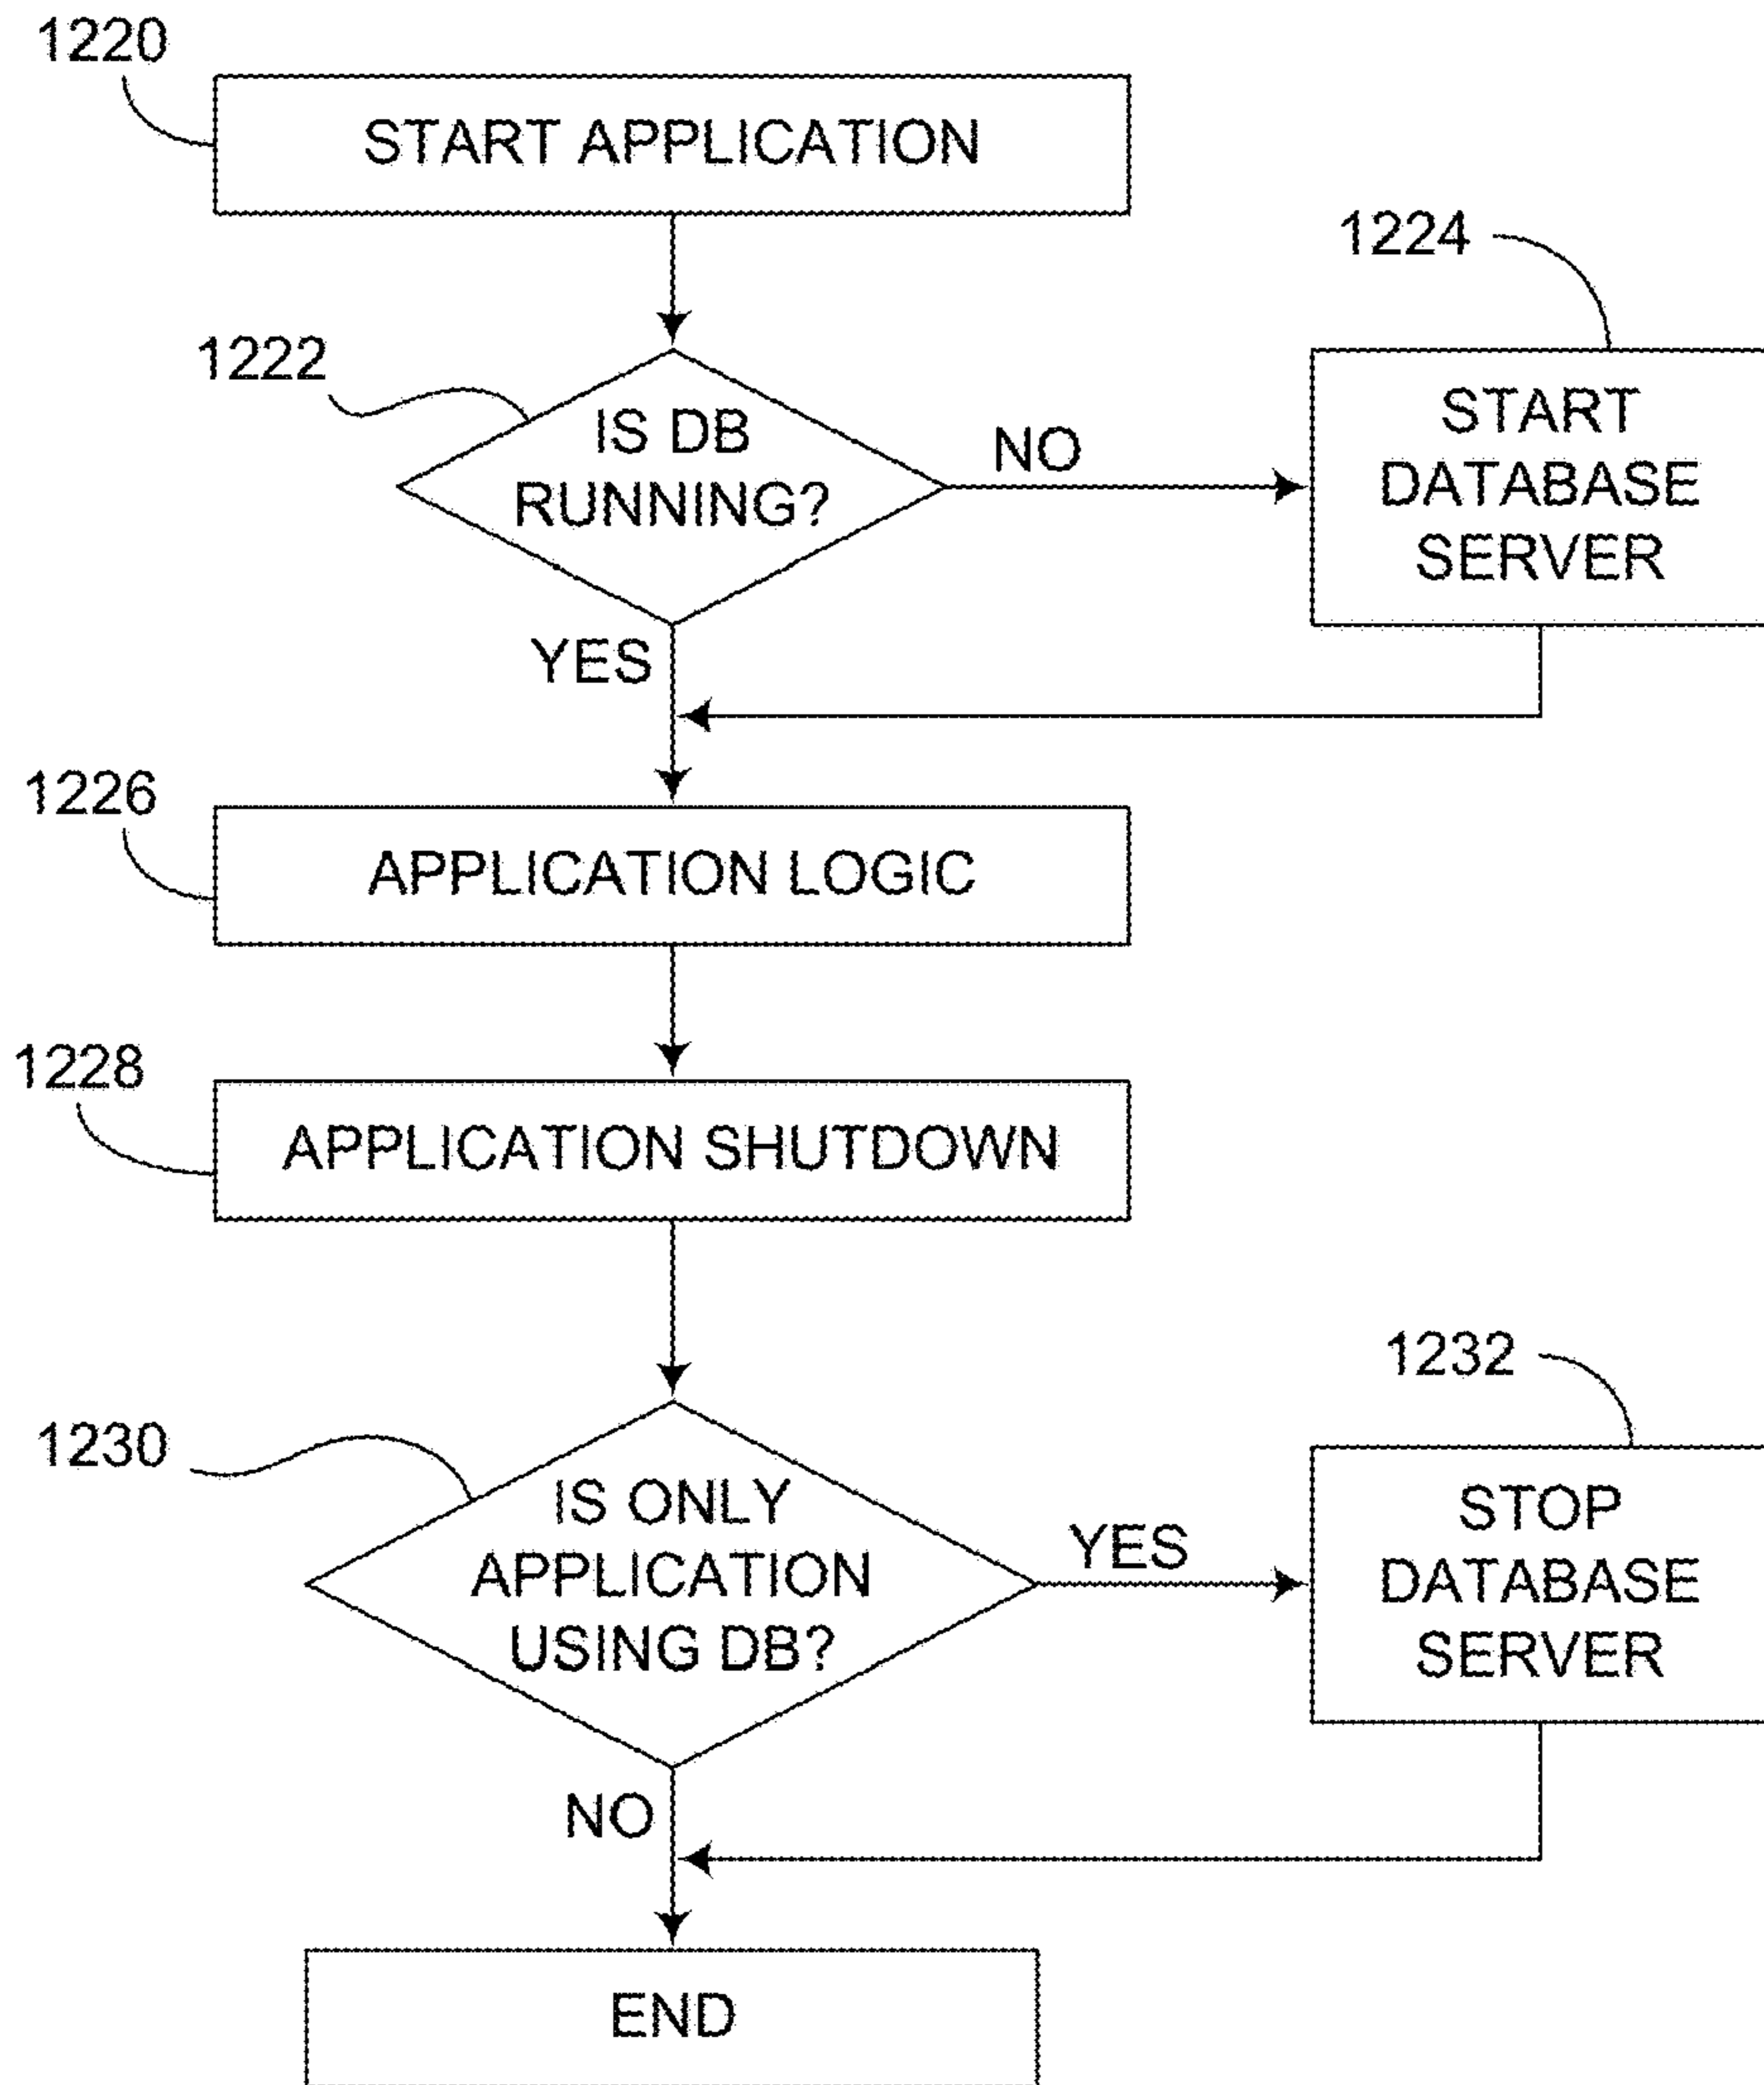 1220
START APPLICATION
1224
1222
IS DB
RUNNING?
NO
START
DATABASE
SERVER
YES
1226
APPLICATION LOGIC
1228
APPLICATION SHUTDOWN
1232
1230
IS ONLY
APPLICATION
USING DB?
YES
STOP
DATABASE
SERVER
NO
END